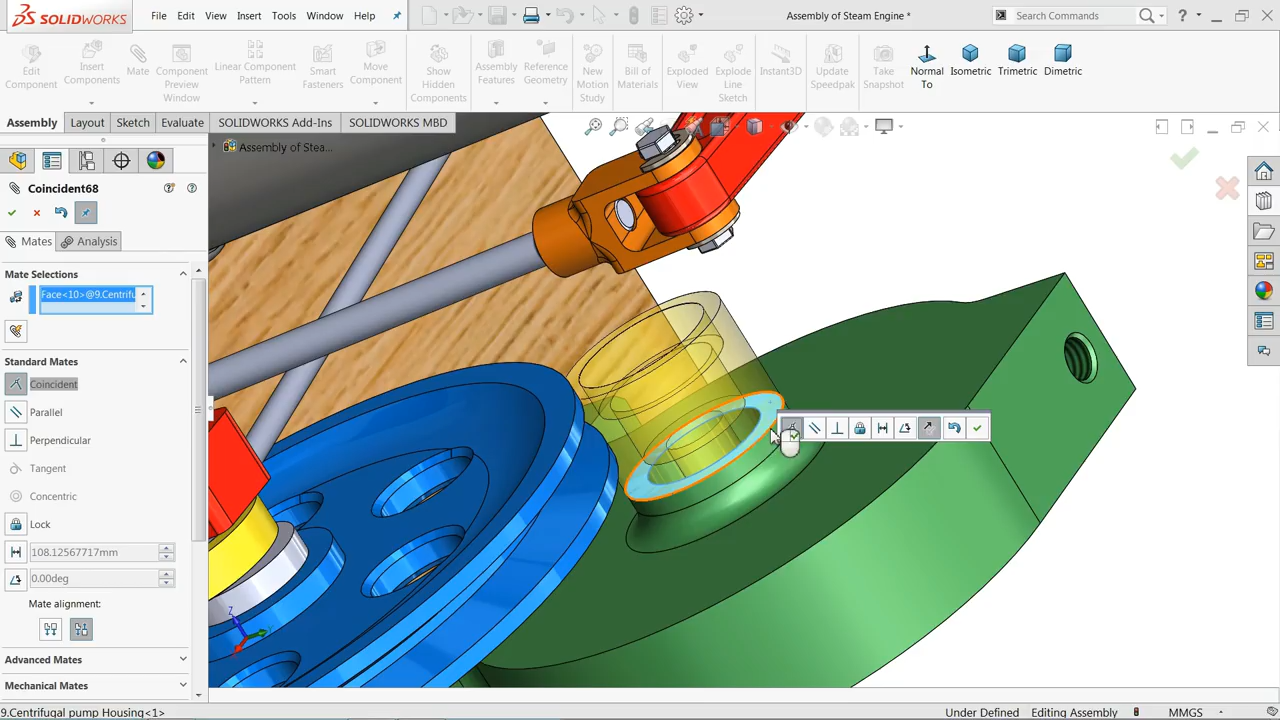 SOLIDWORKS
File Edit View Insert Tools Window Help
Assembly of Steam Engine *
Search Commands
?
Edit Component
Insert Components
Mate
Component Preview Window
Linear Component Pattern
Smart Fasteners
Move Component
Show Hidden Components
Assembly Features
Reference Geometry
New Motion Study
Bill of Materials
Exploded View
Explode Line Sketch
Instant3D
Update Speedpak
Take Snapshot
Normal To
Isometric
Trimetric
Dimetric
Assembly Layout Sketch Evaluate SOLIDWORKS Add-Ins SOLIDWORKS MBD
Assembly of Stea...
Coincident68
Mates Analysis
Mate Selections
Face<10>@9.Centrifu
Standard Mates
Coincident
Parallel
Perpendicular
Tangent
Concentric
Lock
108.12567717mm
0.00deg
Mate alignment:
Advanced Mates
Mechanical Mates
Z
9.Centrifugal pump Housing<1>
Under Defined Editing Assembly MMGS